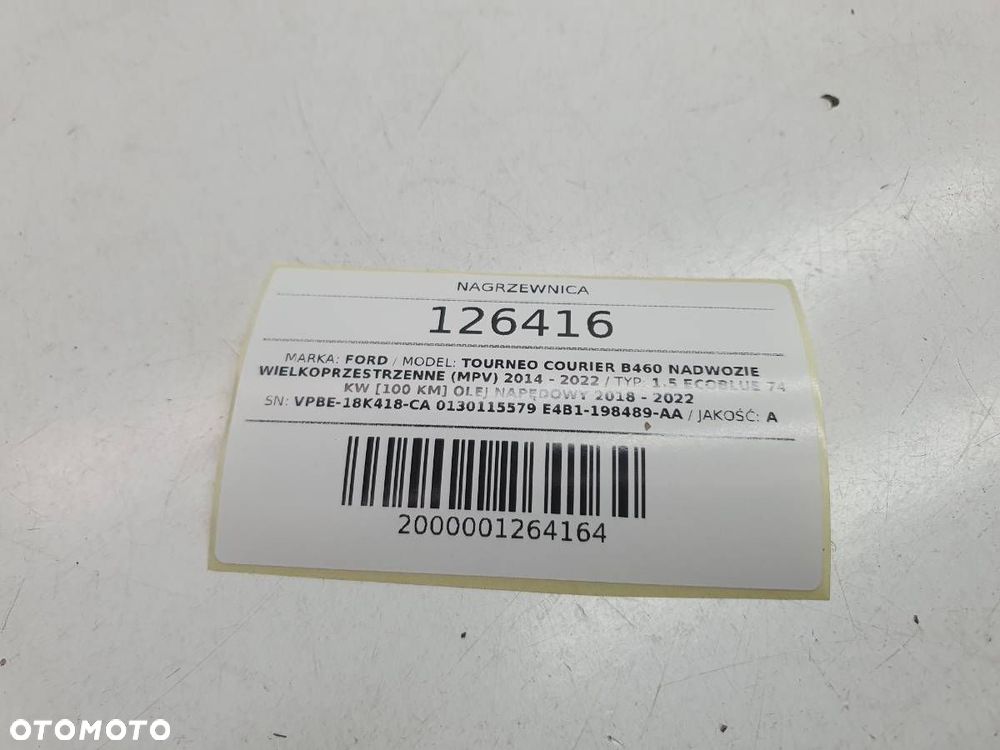 NAGRZEWNICA
126416
MARKA: FORD / MODEL: TOURNEO COURIER B460 NADWOZIE
WIELKOPRZESTRZENNE (MPV) 2014 - 2022 / TYP: 1.5 ECOBLUE 74
KW [100 KM] OLEJ NAPĘDOWY 2018 - 2022
SN: VPBE-18K418-CA 0130115579 E4B1-198489-AA / JAKOŚĆ: A
2000001264164
OTOMOTO